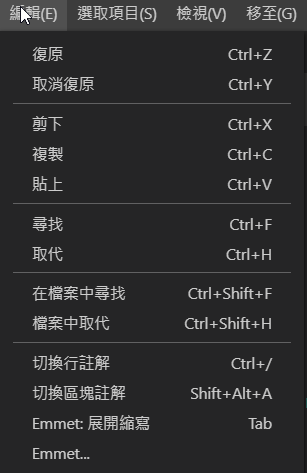 編輯(E) 選取項目(S) 檢視(V) 移至(G)
復原 Ctrl+Z
取消復原 Ctrl+Y
剪下 Ctrl+X
複製 Ctrl+C
貼上 Ctrl+V
尋找 Ctrl+F
取代 Ctrl+H
在檔案中尋找 Ctrl+Shift+F
檔案中取代 Ctrl+Shift+H
切換行註解 Ctrl+/
切換區塊註解 Shift+Alt+A
Emmet: 展開縮寫 Tab
Emmet...